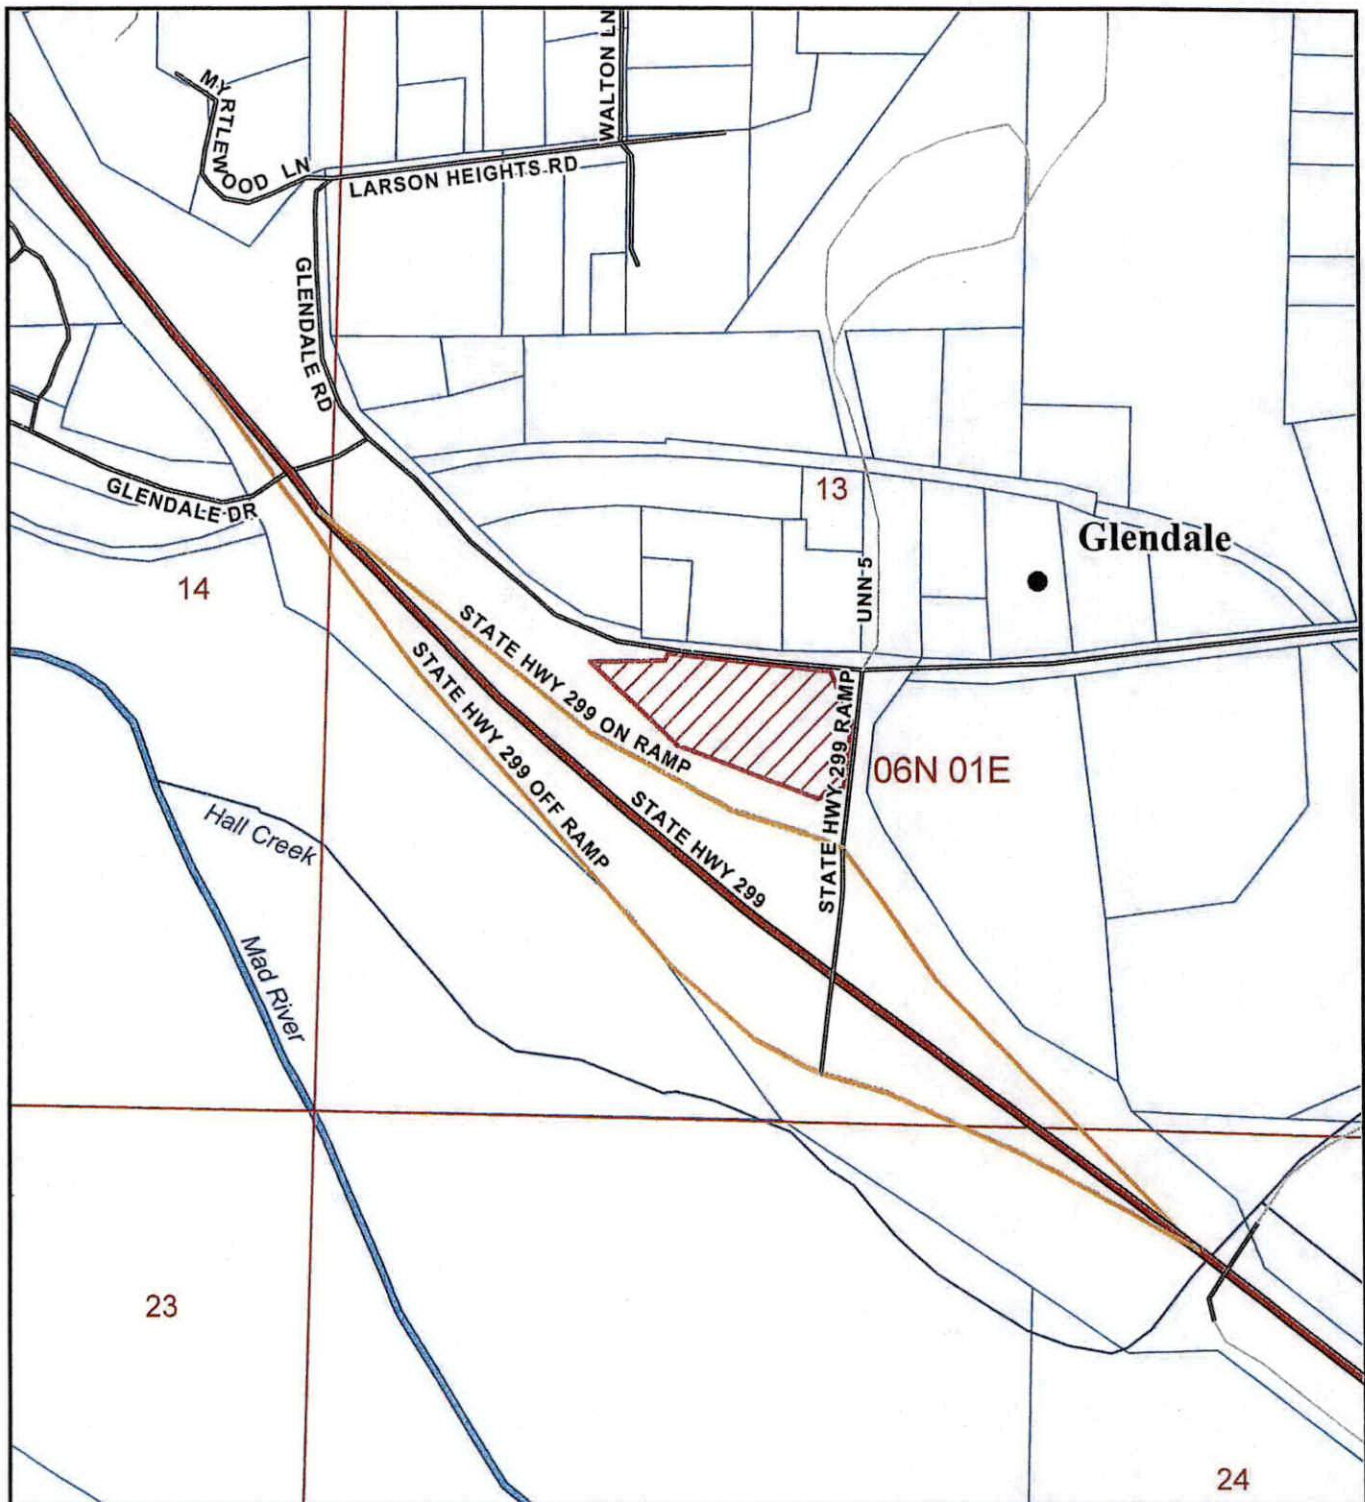 WALTON LN
MYRTLEWOOD LN
LARSON HEIGHTS RD
GLENDALE RD
GLENDALE DR
13
Glendale
14
UNN 5
STATE HWY 299 ON RAMP
STATE HWY 299 OFF RAMP
STATE HWY 299 RAMP
06N 01E
STATE HWY 299
Hall Creek
Mad River
23
24